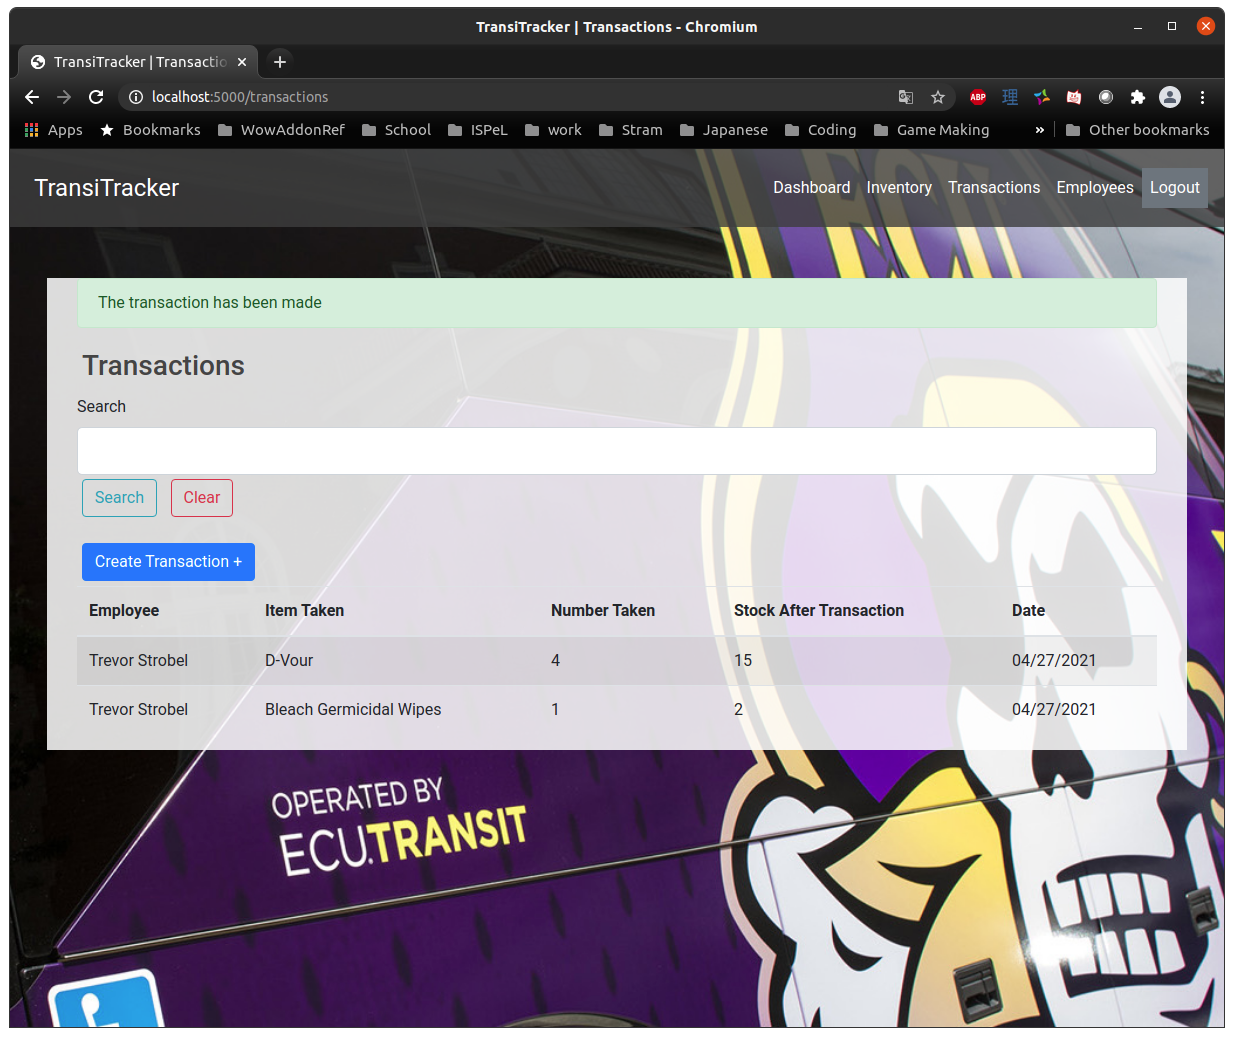 TransiTracker | Transactions - Chromium
TransiTracker | Transactio
localhost:5000/transactions
ABP 理
Apps Bookmarks WowAddonRef School ISPeL work Stram Japanese Coding Game Making » Other bookmarks
TransiTracker Dashboard Inventory Transactions Employees Logout
ECU
The transaction has been made
Transactions
Search
Search Clear
Create Transaction +
Employee Item Taken Number Taken Stock After Transaction Date
Trevor Strobel D-Vour 4 15 04/27/2021
Trevor Strobel Bleach Germicidal Wipes 1 2 04/27/2021
OPERATED BY
ECU.TRANSIT